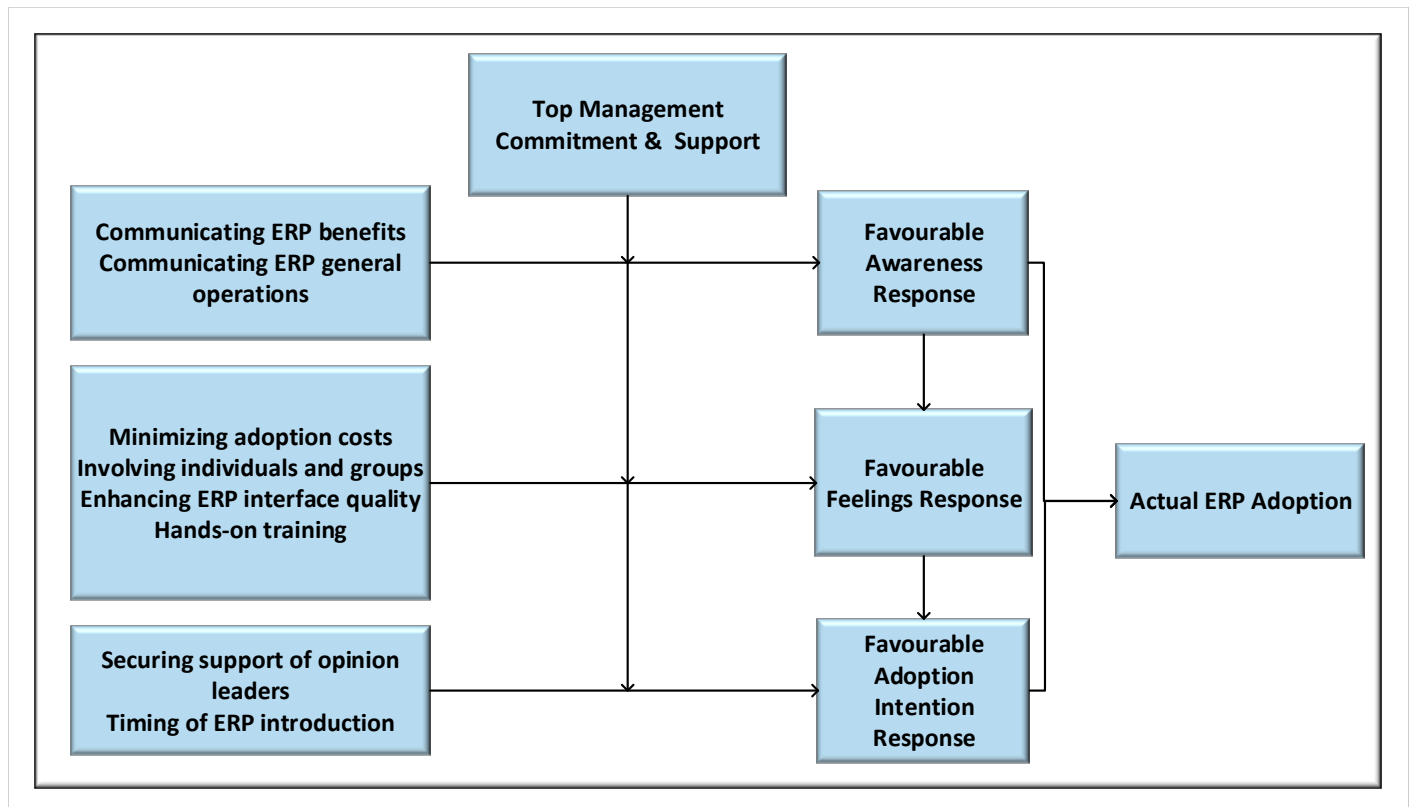 Top Management
Commitment & Support
Communicating ERP benefits
Communicating ERP general
operations
Favourable
Awareness
Response
Minimizing adoption costs
Involving individuals and groups
Enhancing ERP interface quality
Hands-on training
Favourable
Feelings Response
Actual ERP Adoption
Securing support of opinion
leaders
Timing of ERP introduction
Favourable
Adoption
Intention
Response